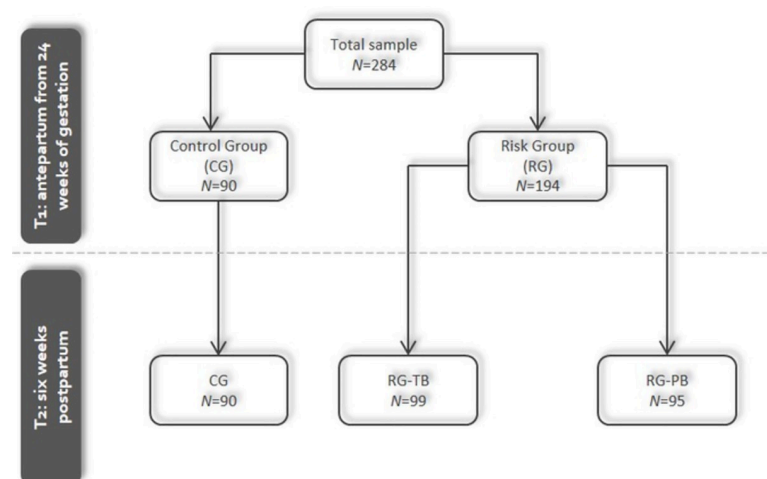 T1: antepartum from 24
weeks of gestation
Total sample
N=284
Control Group
(CG)
N=90
Risk Group
(RG)
N=194
T2: six weeks
postpartum
CG
N=90
RG-TB
N=99
RG-PB
N=95